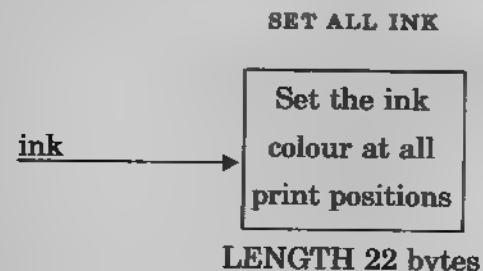 SET ALL INK
Set the ink
ink
colour at all
print positions
LENGTH 22 bytes